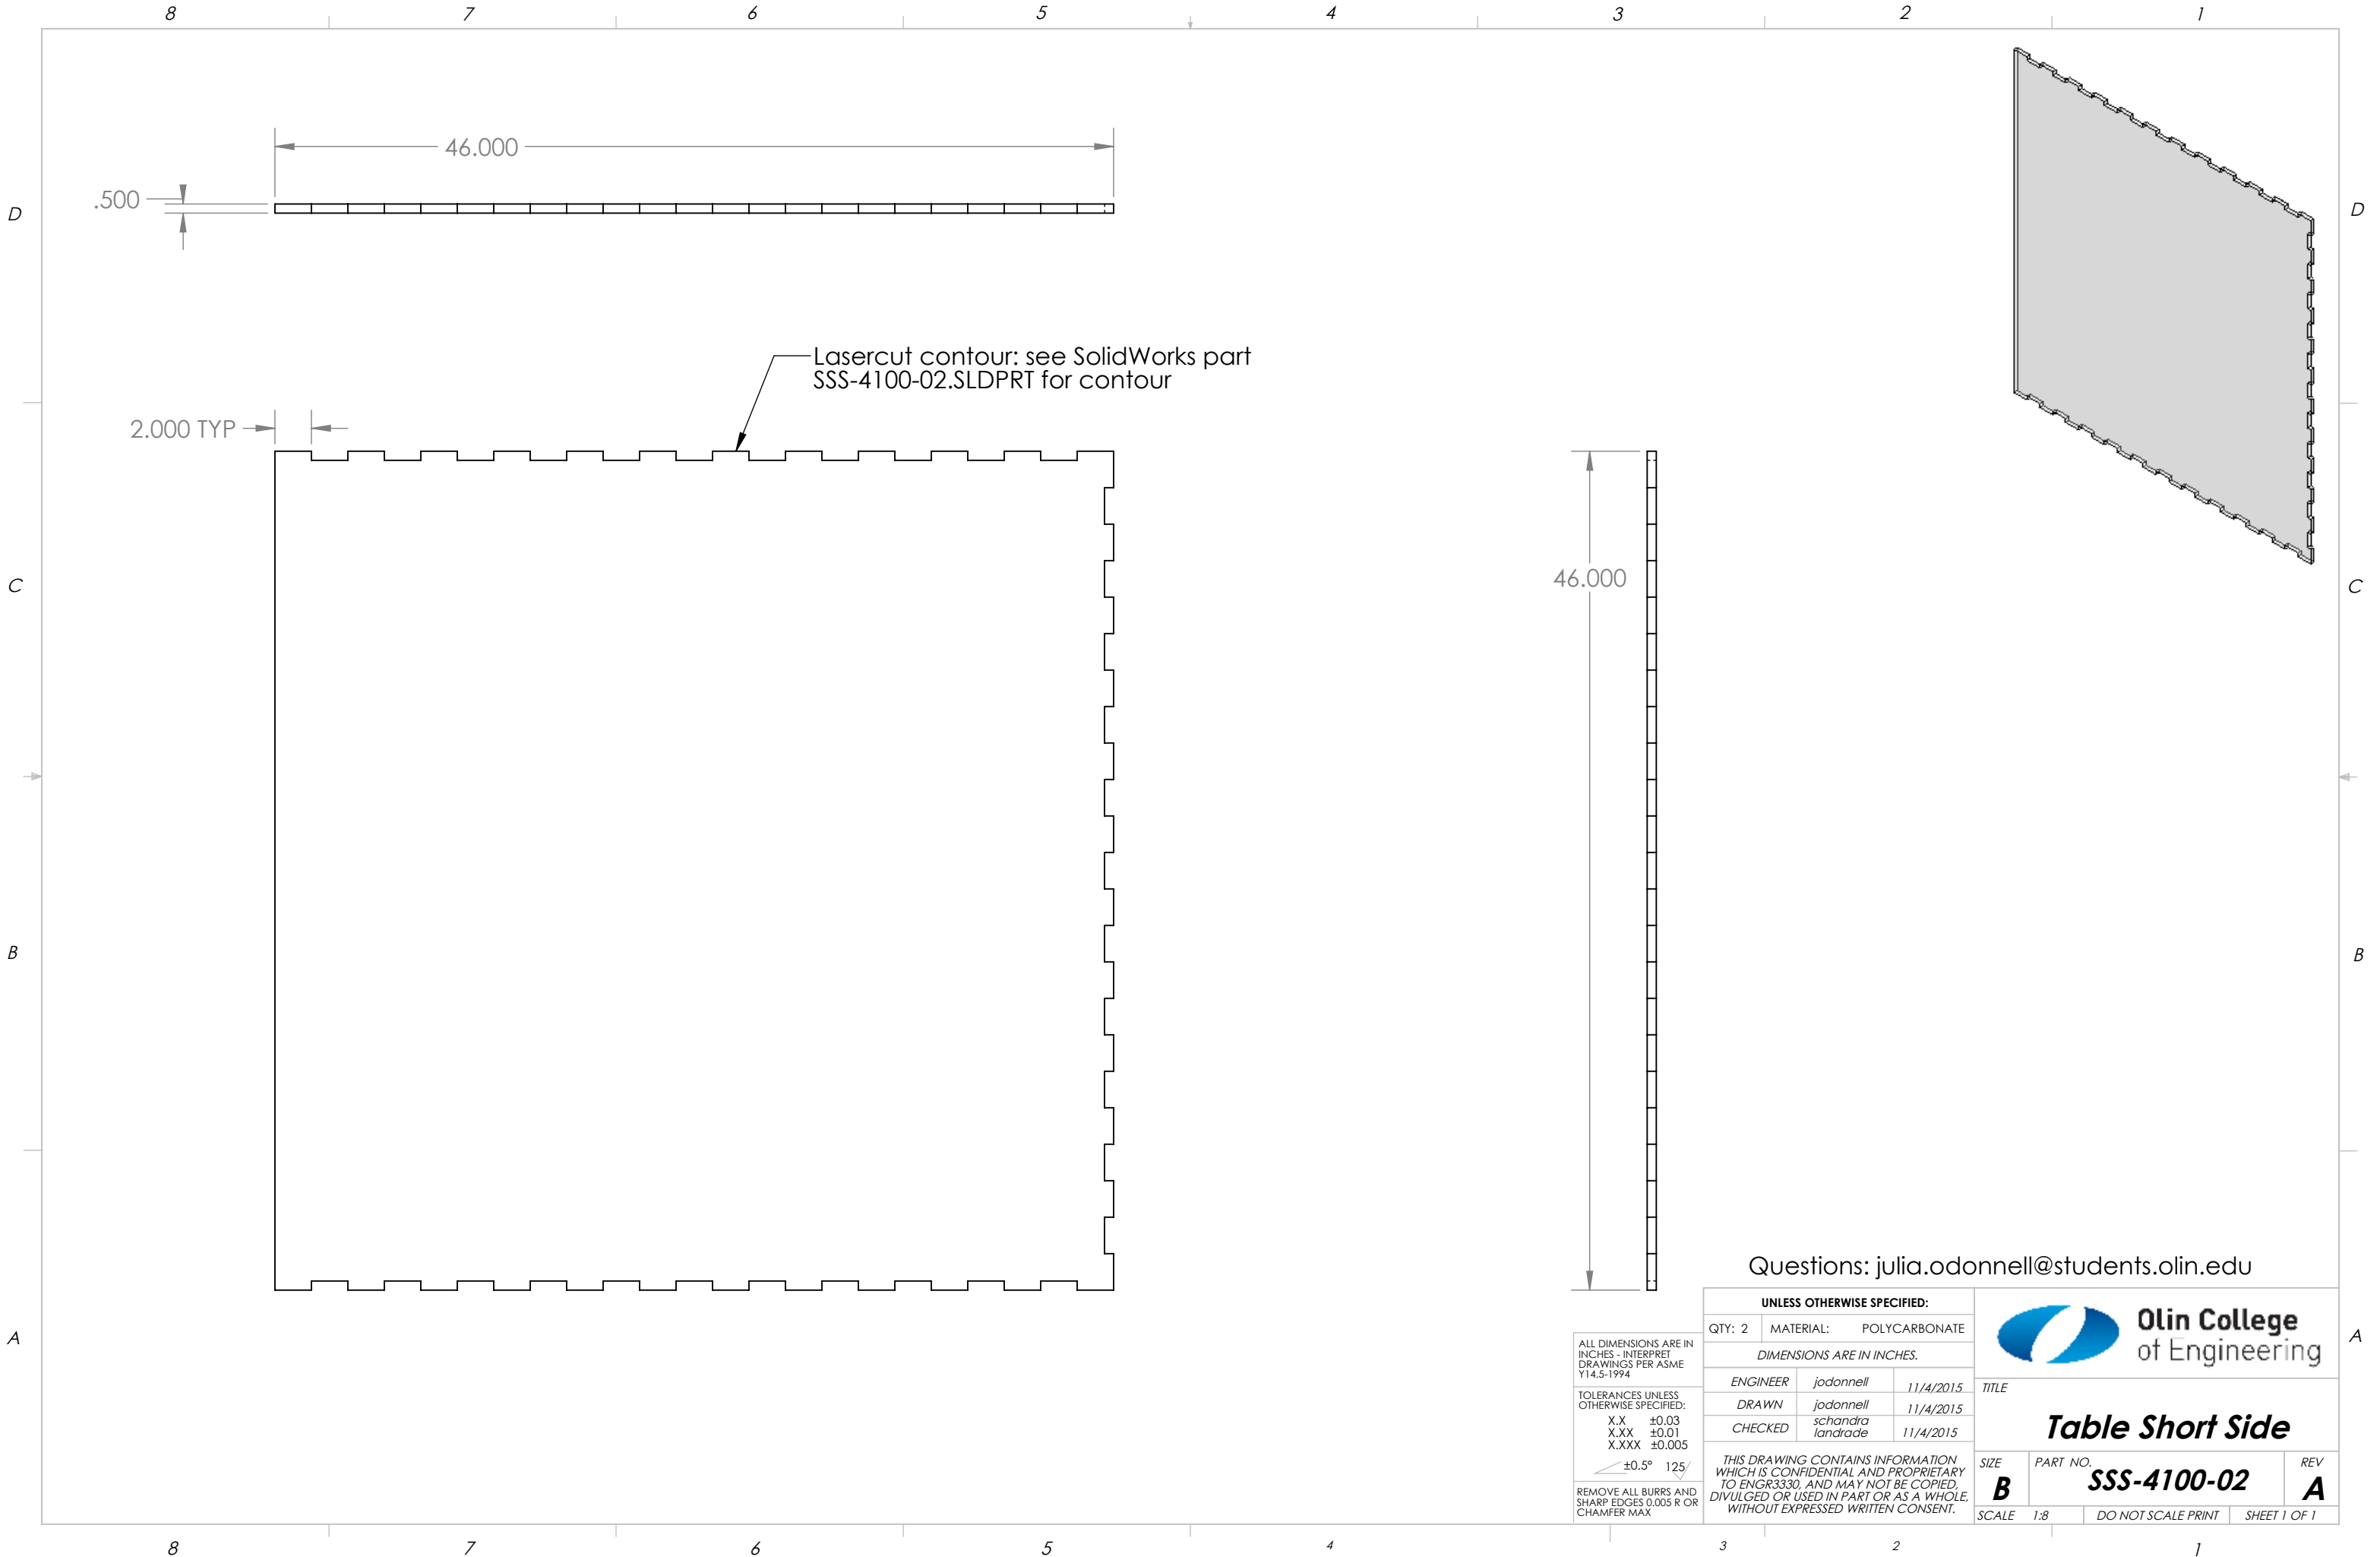 8 7 6 5 4 3 2 1
46.000
.500
D D
Lasercut contour: see SolidWorks part
SSS-4100-02.SLDPRT for contour
2.000 TYP
46.000
C C
B B
Questions: julia.odonnell@students.olin.edu
A A
ALL DIMENSIONS ARE IN
INCHES - INTERPRET
DRAWINGS PER ASME
Y14.5-1994
TOLERANCES UNLESS
OTHERWISE SPECIFIED:
X.X ±0.03
X.XX ±0.01
X.XXX ±0.005
±0.5° 125
REMOVE ALL BURRS AND
SHARP EDGES 0.005 R OR
CHAMFER MAX
UNLESS OTHERWISE SPECIFIED:
QTY: 2 MATERIAL: POLYCARBONATE
DIMENSIONS ARE IN INCHES.
ENGINEER jodonnell 11/4/2015
DRAWN jodonnell 11/4/2015
CHECKED schandra
landrade 11/4/2015
THIS DRAWING CONTAINS INFORMATION
WHICH IS CONFIDENTIAL AND PROPRIETARY
TO ENGR3330, AND MAY NOT BE COPIED,
DIVULGED OR USED IN PART OR AS A WHOLE,
WITHOUT EXPRESSED WRITTEN CONSENT.
Olin College
of Engineering
TITLE
Table Short Side
SIZE PART NO. REV
B SSS-4100-02 A
SCALE 1:8 DO NOT SCALE PRINT SHEET 1 OF 1
8 7 6 5 4 3 2 1